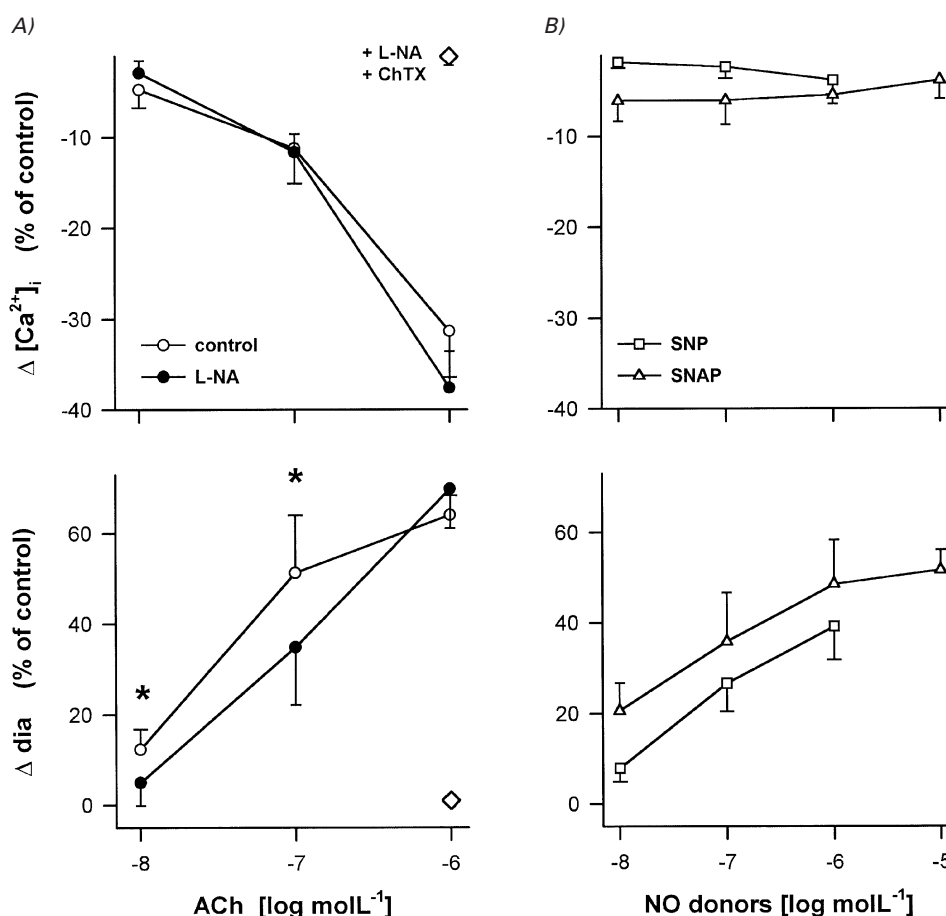 A)
B)
+ L-NA
+ ChTX
-10
-20
-30
-40
Δ [Ca²⁺]ᵢ (% of control)
control
L-NA
-10
-20
-30
-40
SNP
SNAP
*
*
60
40
20
0
Δ dia (% of control)
-8 -7 -6
ACh [log molL⁻¹]
60
40
20
0
-8 -7 -6 -5
NO donors [log molL⁻¹]